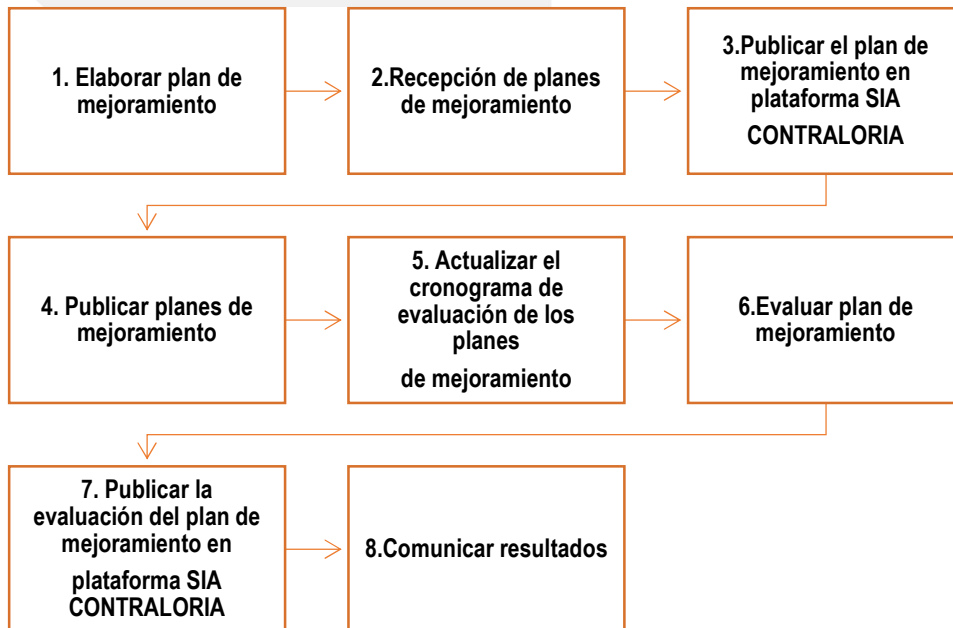 1. Elaborar plan de
mejoramiento
2.Recepción de planes
de mejoramiento
3.Publicar el plan de
mejoramiento en
plataforma SIA
CONTRALORIA
4. Publicar planes de
mejoramiento
5. Actualizar el
cronograma de
evaluación de los
planes
de mejoramiento
6.Evaluar plan de
mejoramiento
7. Publicar la
evaluación del plan de
mejoramiento en
plataforma SIA
CONTRALORIA
8.Comunicar resultados